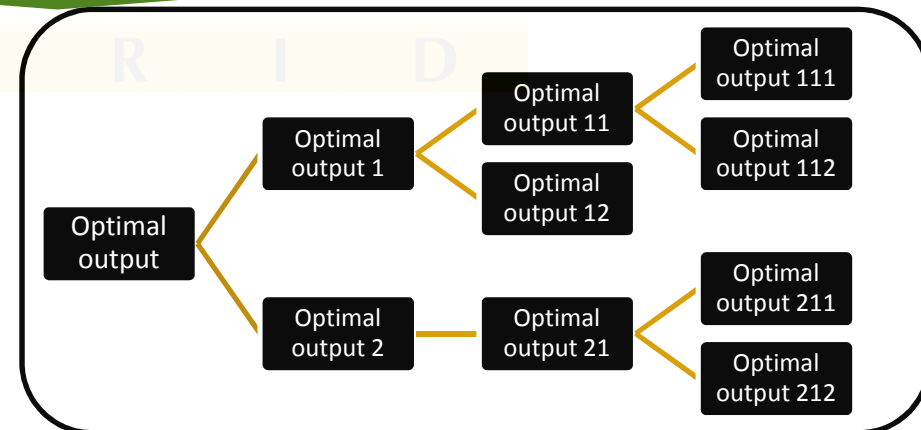 R I D
Optimal
output
Optimal
output 1
Optimal
output 2
Optimal
output 11
Optimal
output 12
Optimal
output 21
Optimal
output 111
Optimal
output 112
Optimal
output 211
Optimal
output 212